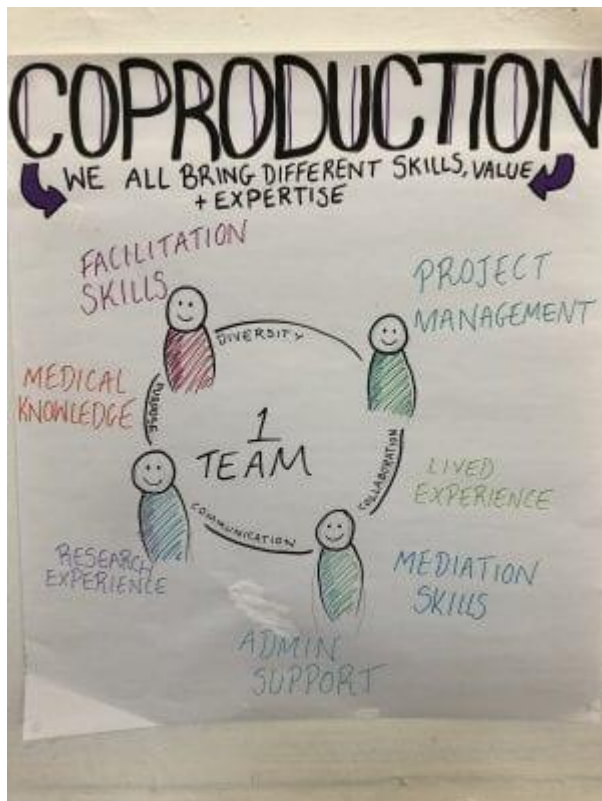 COPRODUCTION
WE ALL BRING DIFFERENT SKILLS, VALUE
+ EXPERTISE
FACILITATION
SKILLS
PROJECT
MANAGEMENT
DIVERSITY
MEDICAL
KNOWLEDGE
PURPOSE
1
TEAM
COLLABORATION
LIVED
EXPERIENCE
COMMUNICATION
RESEARCH
EXPERIENCE
MEDIATION
SKILLS
ADMIN
SUPPORT